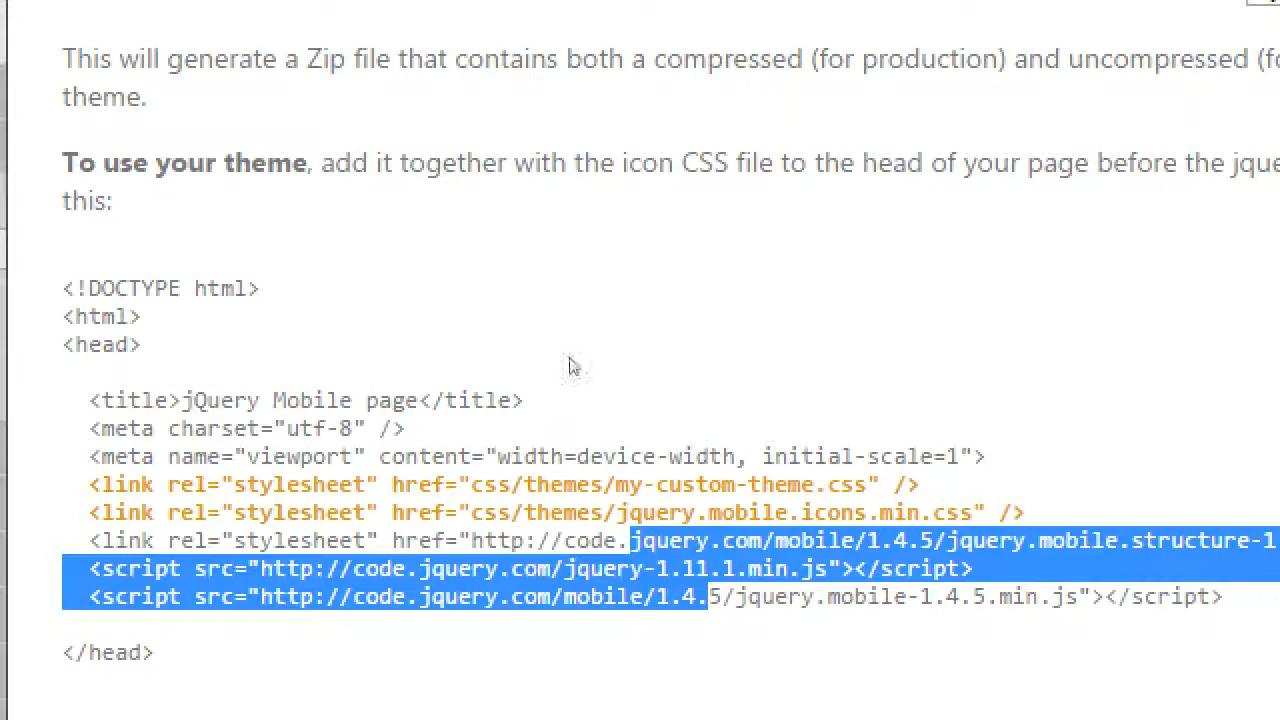 This will generate a Zip file that contains both a compressed (for production) and uncompressed
theme.
To use your theme, add it together with the icon CSS file to the head of your page before the
this:
<!DOCTYPE html>
<html>
<head>
<title>jQuery Mobile page</title>
<meta charset="utf-8" />
<meta name="viewport" content="width=device-width, initial-scale=1">
<link rel="stylesheet" href="css/themes/my-custom-theme.css" />
<link rel="stylesheet" href="css/themes/jquery.mobile.icons.min.css" />
<link rel="stylesheet" href="http://code.jquery.com/mobile/1.4.5/jquery.mobile.structure-1
<script src="http://code.jquery.com/jquery-1.11.1.min.js"></script>
<script src="http://code.jquery.com/mobile/1.4.5/jquery.mobile-1.4.5.min.js"></script>
</head>